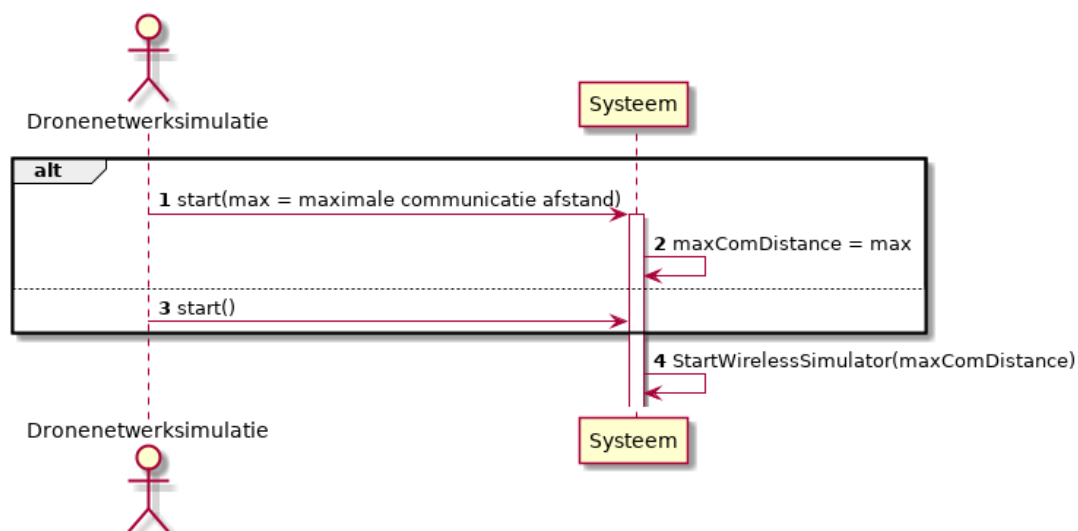 Dronenetwerksimulatie
Systeem
alt
1 start(max = maximale communicatie afstand)
2 maxComDistance = max
3 start()
4 StartWirelessSimulator(maxComDistance)
Dronenetwerksimulatie
Systeem